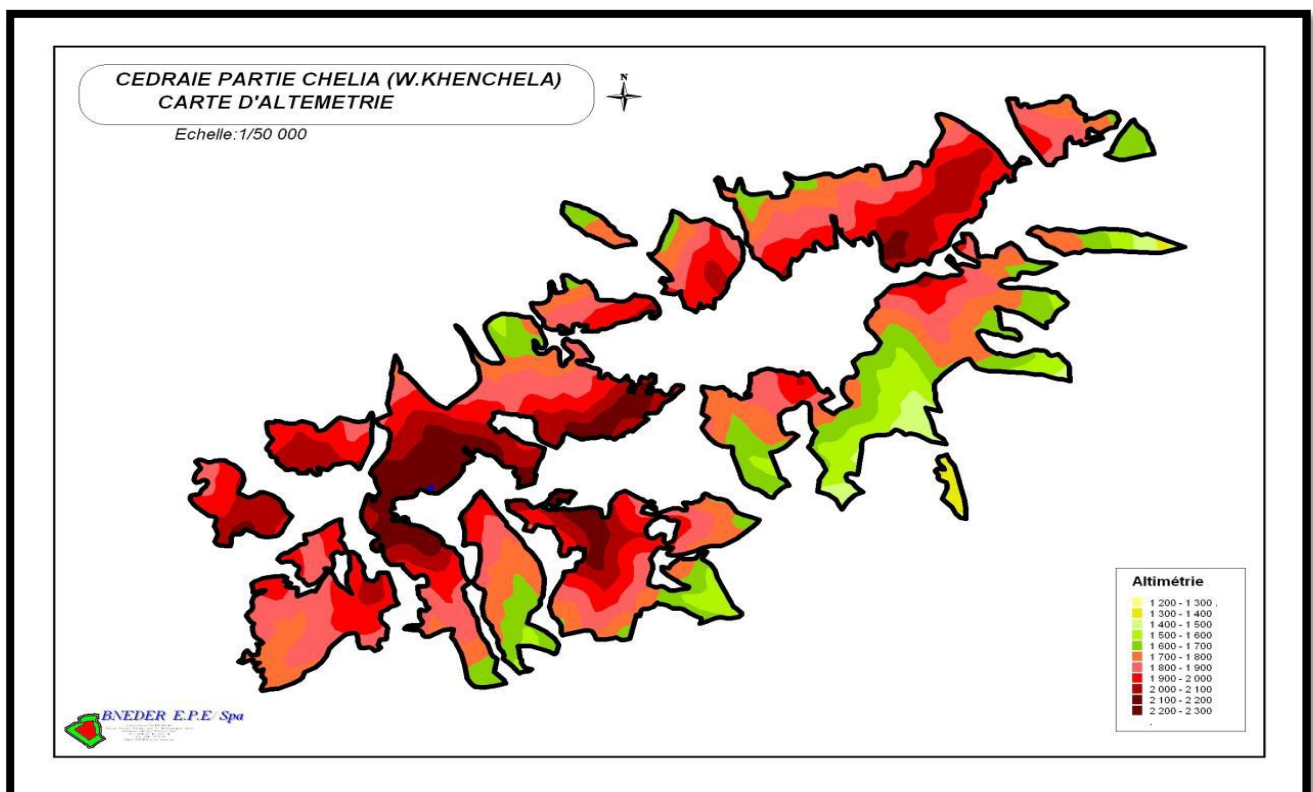 CEDRAIE PARTIE CHELIA (W.KHENCHELA)
CARTE D'ALTEMETRIE
N
Echelle:1/50 000
Altimétrie
1 200 - 1 300 .
1 300 - 1 400
1 400 - 1 500
1 500 - 1 600
1 600 - 1 700
1 700 - 1 800
1 800 - 1 900
1 900 - 2 000
2 000 - 2 100
2 100 - 2 200
2 200 - 2 300
BNEDER E.P.E/ Spa